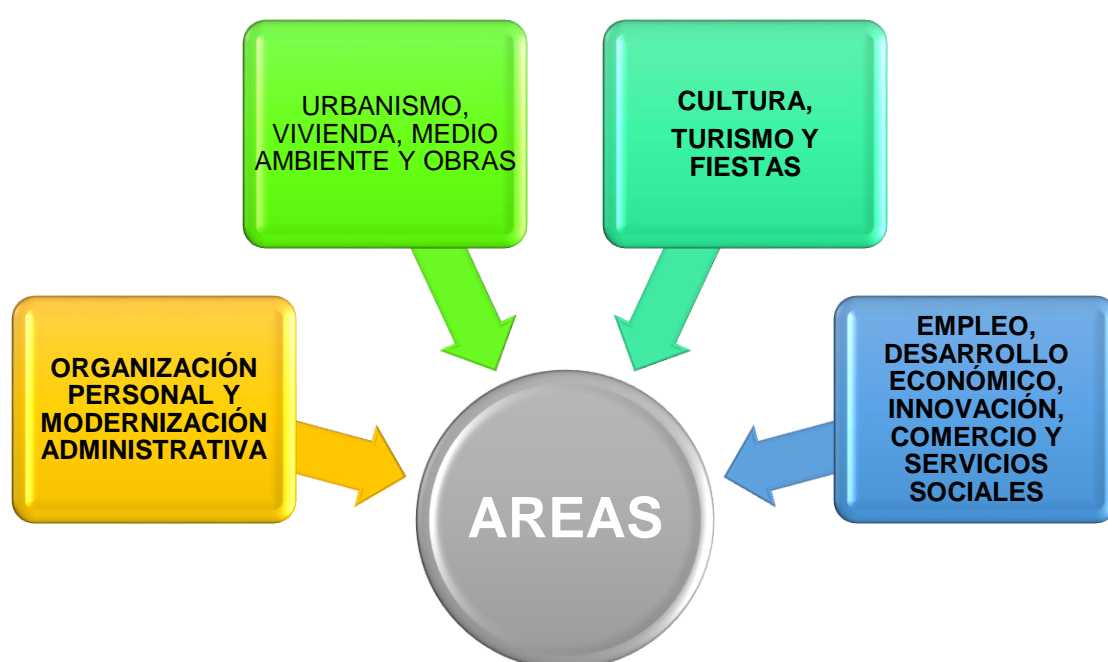 URBANISMO,
VIVIENDA, MEDIO
AMBIENTE Y OBRAS
CULTURA,
TURISMO Y
FIESTAS
ORGANIZACIÓN
PERSONAL Y
MODERNIZACIÓN
ADMINISTRATIVA
EMPLEO,
DESARROLLO
ECONÓMICO,
INNOVACIÓN,
COMERCIO Y
SERVICIOS
SOCIALES
AREAS